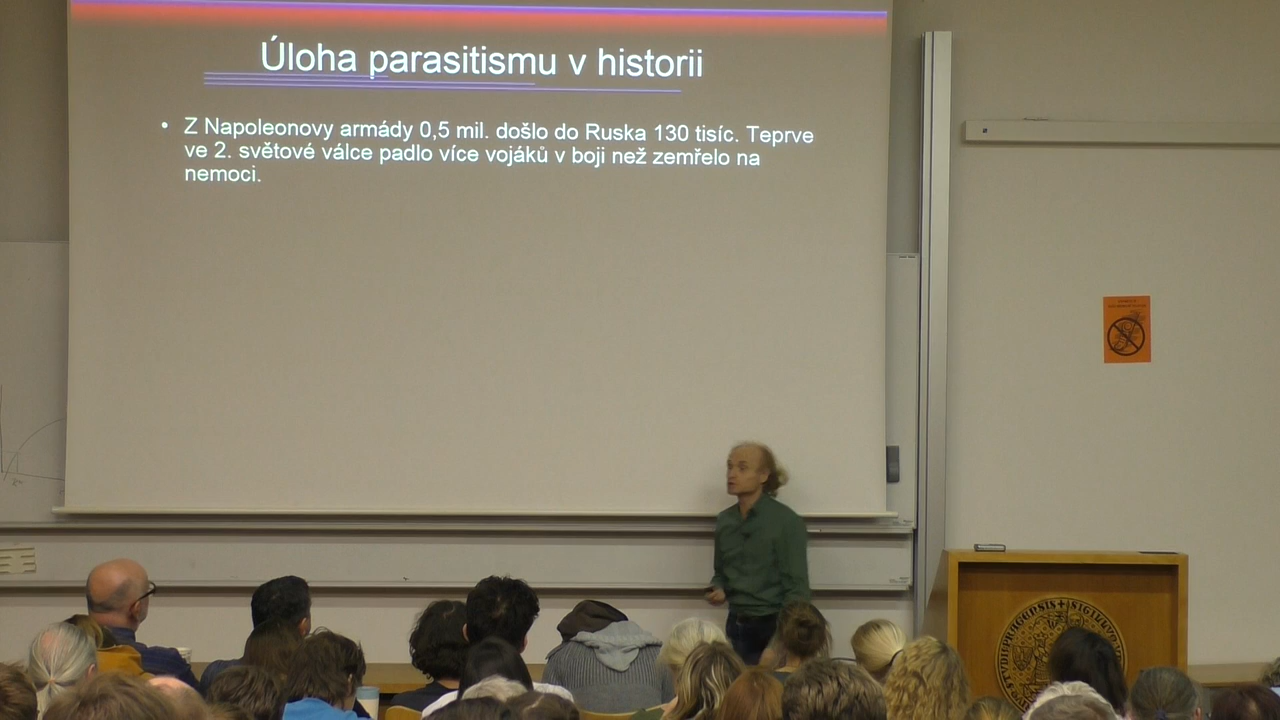 Úloha parasitismu v historii
• Z Napoleonovy armády 0,5 mil. došlo do Ruska 130 tisíc. Teprve
ve 2. světové válce padlo více vojáků v boji než zemřelo na
nemoci.